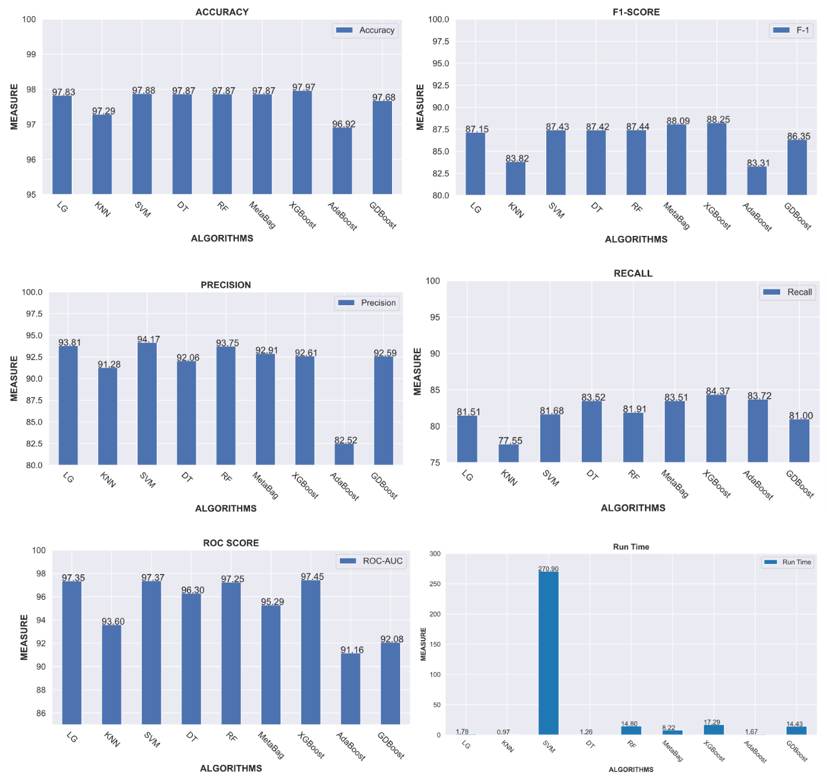 ACCURACY
100
99
98
97
96
95
MEASURE
Accuracy
97.83
97.29
97.88
97.87
97.87
97.87
97.97
96.92
97.68
LG
KNN
SVM
DT
RF
MetaBag
XGBoost
AdaBoost
GDBoost
ALGORITHMS
F1-SCORE
100.0
97.5
95.0
92.5
90.0
87.5
85.0
82.5
80.0
MEASURE
F-1
87.15
83.82
87.43
87.42
87.44
88.09
88.25
83.31
86.35
LG
KNN
SVM
DT
RF
MetaBag
XGBoost
AdaBoost
GDBoost
ALGORITHMS
PRECISION
100.0
97.5
95.0
92.5
90.0
87.5
85.0
82.5
80.0
MEASURE
Precision
93.81
91.28
94.17
92.06
93.75
92.91
92.61
82.52
92.59
LG
KNN
SVM
DT
RF
MetaBag
XGBoost
AdaBoost
GDBoost
ALGORITHMS
RECALL
100
95
90
85
80
75
MEASURE
Recall
81.51
77.55
81.68
83.52
81.91
83.51
84.37
83.72
81.00
LG
KNN
SVM
DT
RF
MetaBag
XGBoost
AdaBoost
GDBoost
ALGORITHMS
ROC SCORE
100
98
96
94
92
90
88
86
MEASURE
ROC-AUC
97.35
93.60
97.37
96.30
97.25
95.29
97.45
91.16
92.08
LG
KNN
SVM
DT
RF
MetaBag
XGBoost
AdaBoost
GDBoost
ALGORITHMS
Run Time
300
250
200
150
100
50
0
MEASURE
Run Time
1.78
0.97
270.90
1.26
14.80
8.22
17.29
1.67
14.43
LG
KNN
SVM
DT
RF
MetaBag
XGBoost
AdaBoost
GDBoost
ALGORITHMS